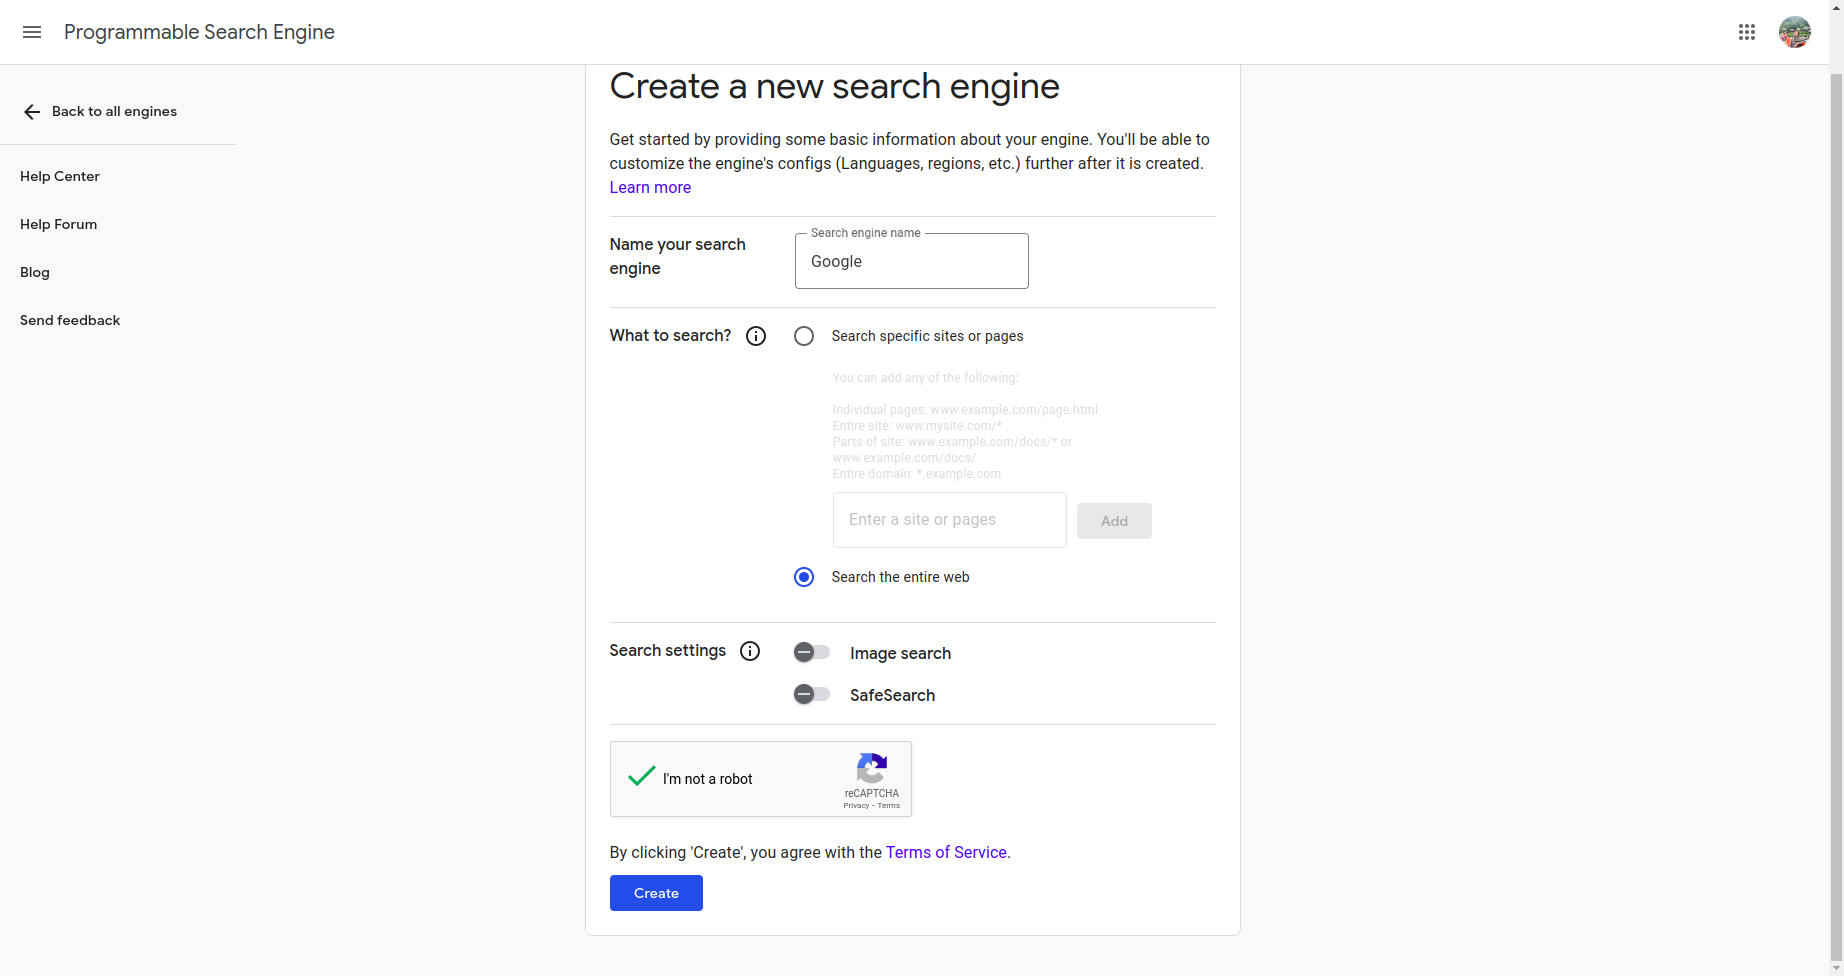 Programmable Search Engine
Back to all engines
Help Center
Help Forum
Blog
Send feedback
Create a new search engine
Get started by providing some basic information about your engine. You'll be able to
customize the engine's configs (Languages, regions, etc.) further after it is created.
Learn more
Name your search
engine
Search engine name
Google
What to search?
Search specific sites or pages
You can add any of the following:
Individual pages: www.example.com/page.html
Entire site: www.mysite.com/*
Parts of site: www.example.com/docs/* or
www.example.com/docs/
Entire domain: *.example.com
Enter a site or pages
Add
Search the entire web
Search settings
Image search
SafeSearch
I'm not a robot
reCAPTCHA
Privacy - Terms
By clicking 'Create', you agree with the Terms of Service.
Create